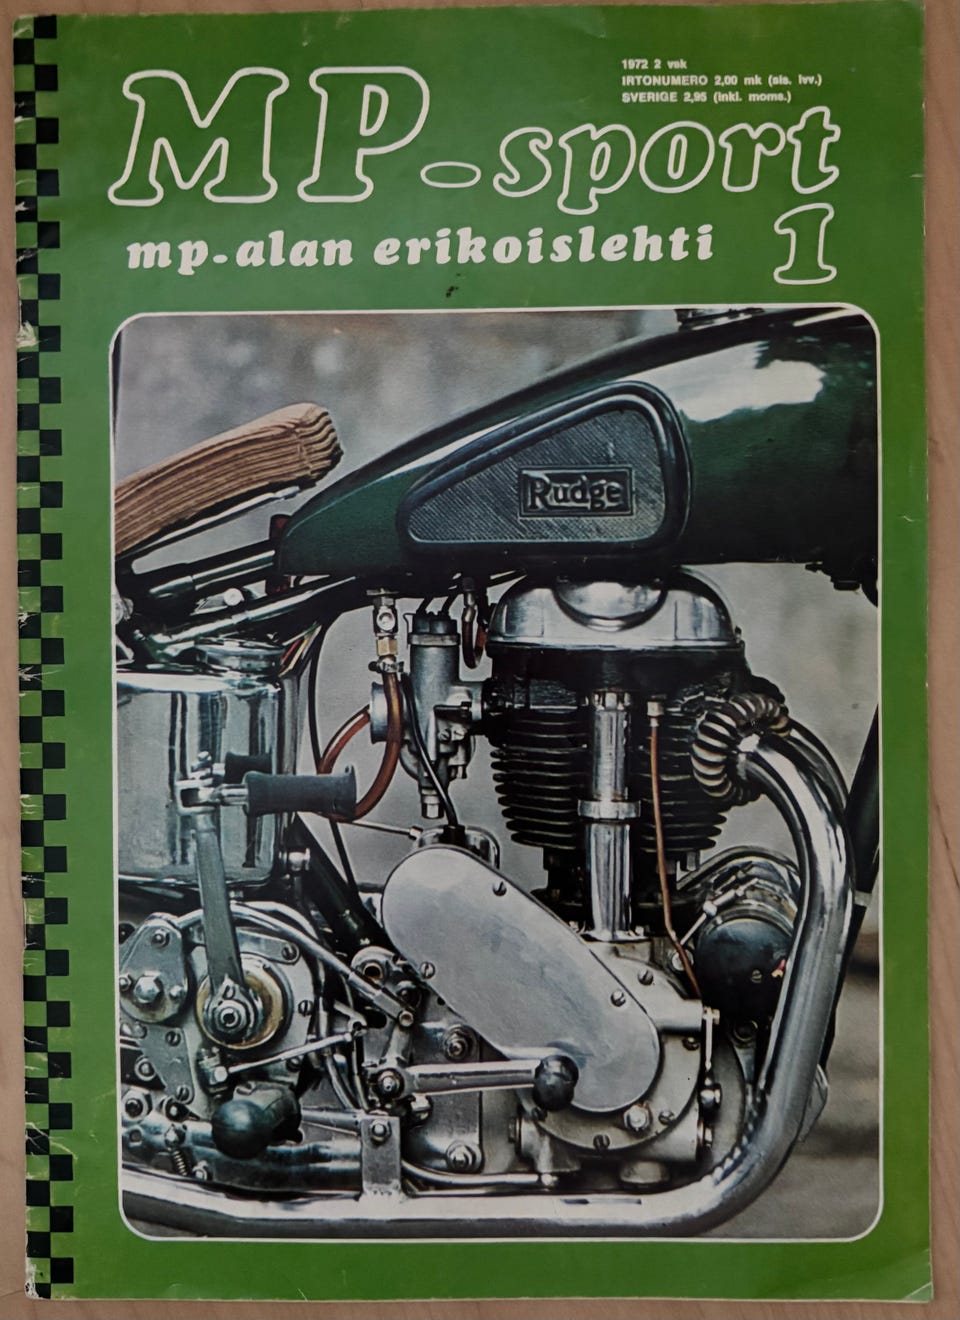 1972 2 vsk
IRTONUMERO 2,00 mk (sis. lvv.)
SVERIGE 2,95 (inkl. moms.)
MP-sport
mp-alan erikoislehti 1
Rudge